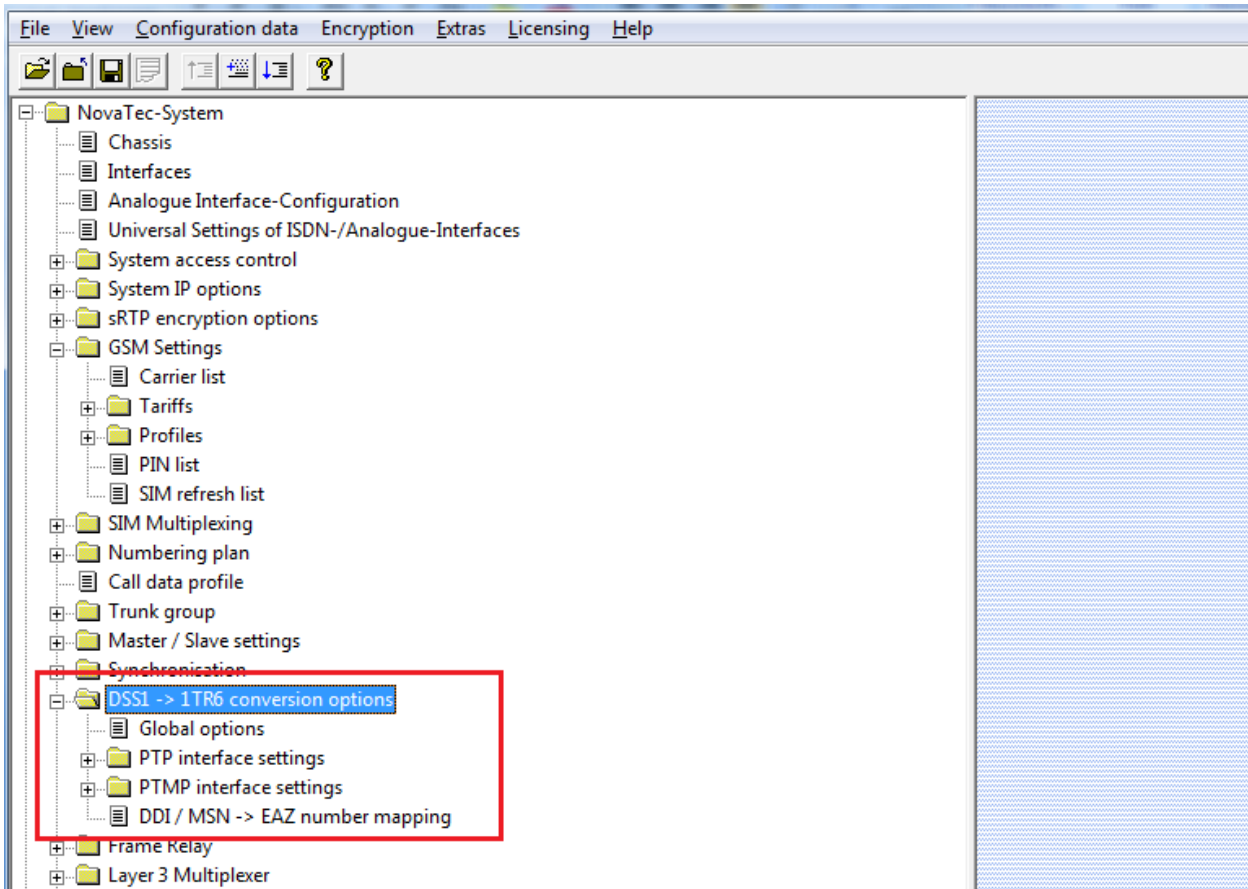 File View Configuration data Encryption Extras Licensing Help
NovaTec-System
Chassis
Interfaces
Analogue Interface-Configuration
Universal Settings of ISDN-/Analogue-Interfaces
System access control
System IP options
sRTP encryption options
GSM Settings
Carrier list
Tariffs
Profiles
PIN list
SIM refresh list
SIM Multiplexing
Numbering plan
Call data profile
Trunk group
Master / Slave settings
Synchronisation
DSS1 -> 1TR6 conversion options
Global options
PTP interface settings
PTMP interface settings
DDI / MSN -> EAZ number mapping
Frame Relay
Layer 3 Multiplexer